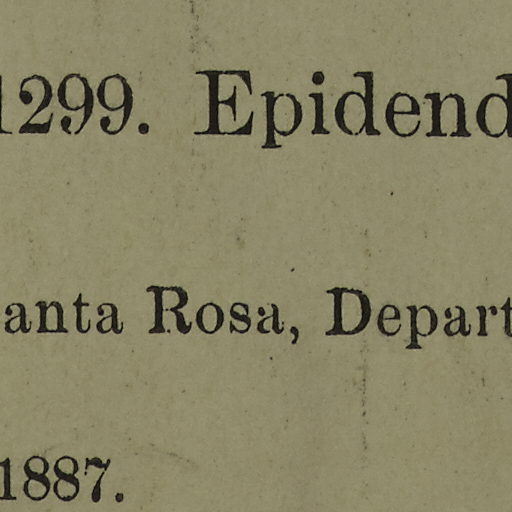 1299. Epidend
anta Rosa, Depart
1887.